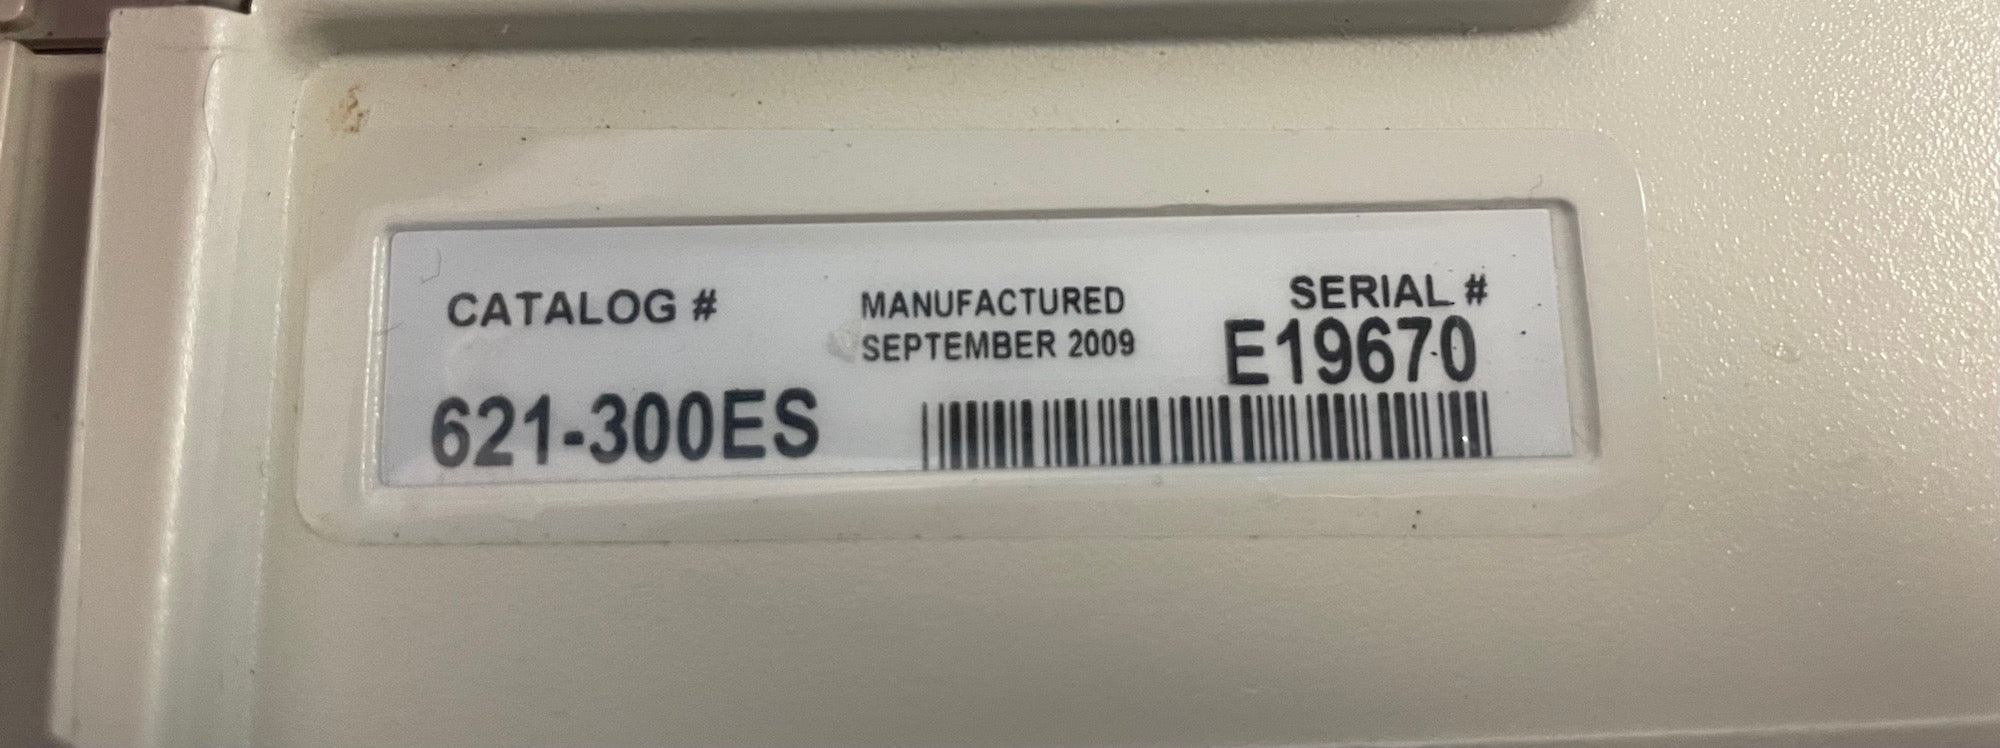 CATALOG #
621-300ES
MANUFACTURED
SEPTEMBER 2009
SERIAL #
E19670